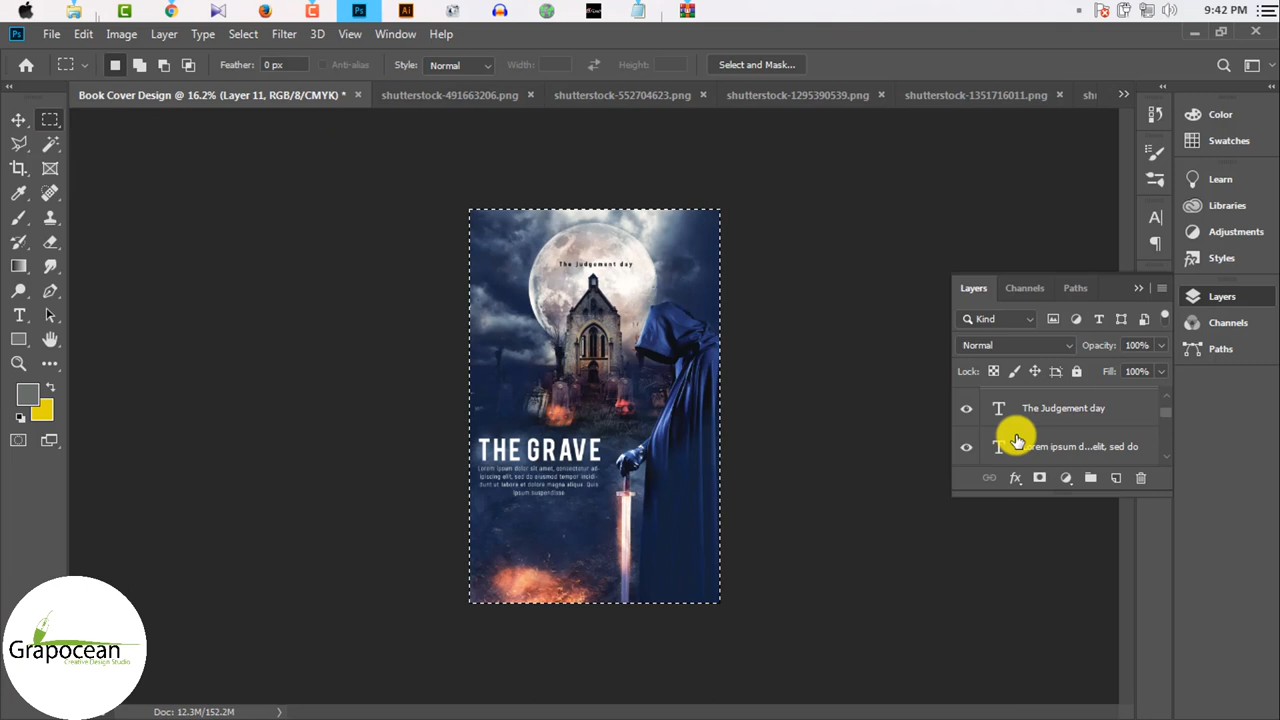 9:42 PM
Ps File Edit Image Layer Type Select Filter 3D View Window Help
Feather: 0 px Anti-alias Style: Normal Width: Height: Select and Mask...
Book Cover Design @ 16.2% (Layer 11, RGB/8/CMYK) * shutterstock-491663206.png shutterstock-552704623.png shutterstock-1295390539.png shutterstock-1351716011.png
Color
Swatches
Learn
Libraries
Adjustments
Styles
Layers
Channels
Paths
Layers Channels Paths
Kind
Normal Opacity: 100%
Lock: Fill: 100%
The Judgement day
orem ipsum d...elit, sed do
The Judgement day
THE GRAVE
Lorem ipsum dolor sit amet, consectetur ad-
ipiscing elit, sed do eiusmod tempor incidi-
dunt ut labore et dolore magna aliqua. Quis
ipsum suspendisse
Grapocean
Creative Design Studio
Doc: 12.3M/152.2M